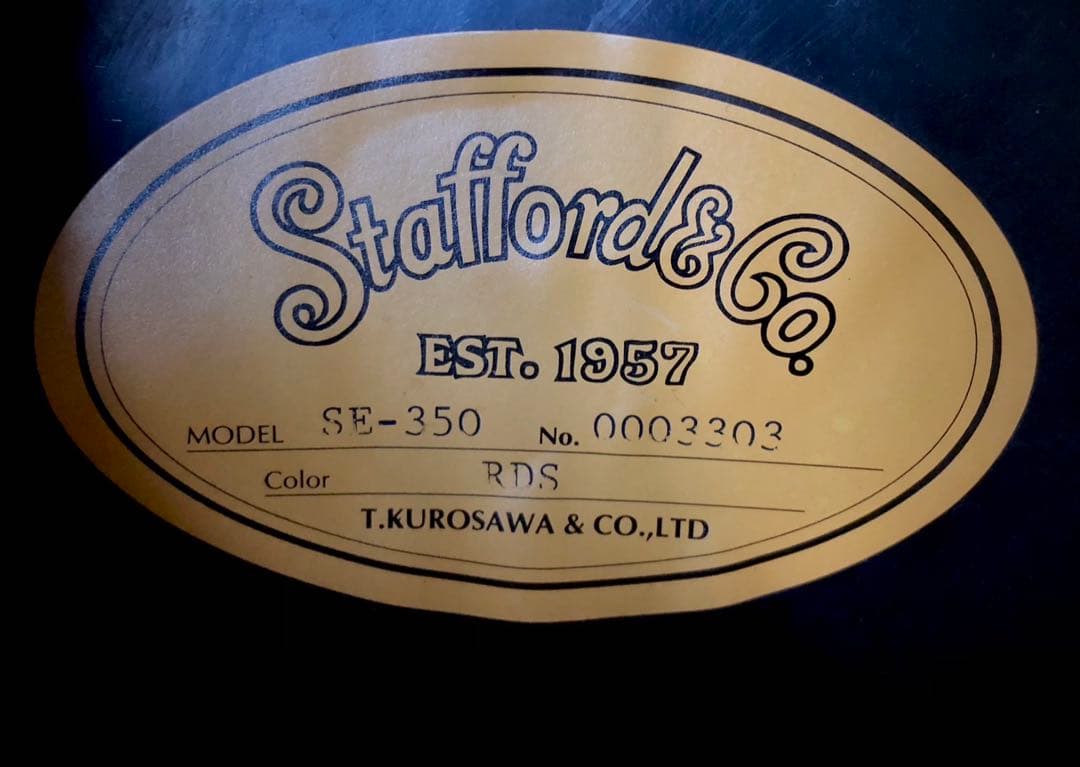 Stafford & Co.
EST. 1957
MODEL SE-350 No. 0003303
Color RDS
T.KUROSAWA & CO.,LTD